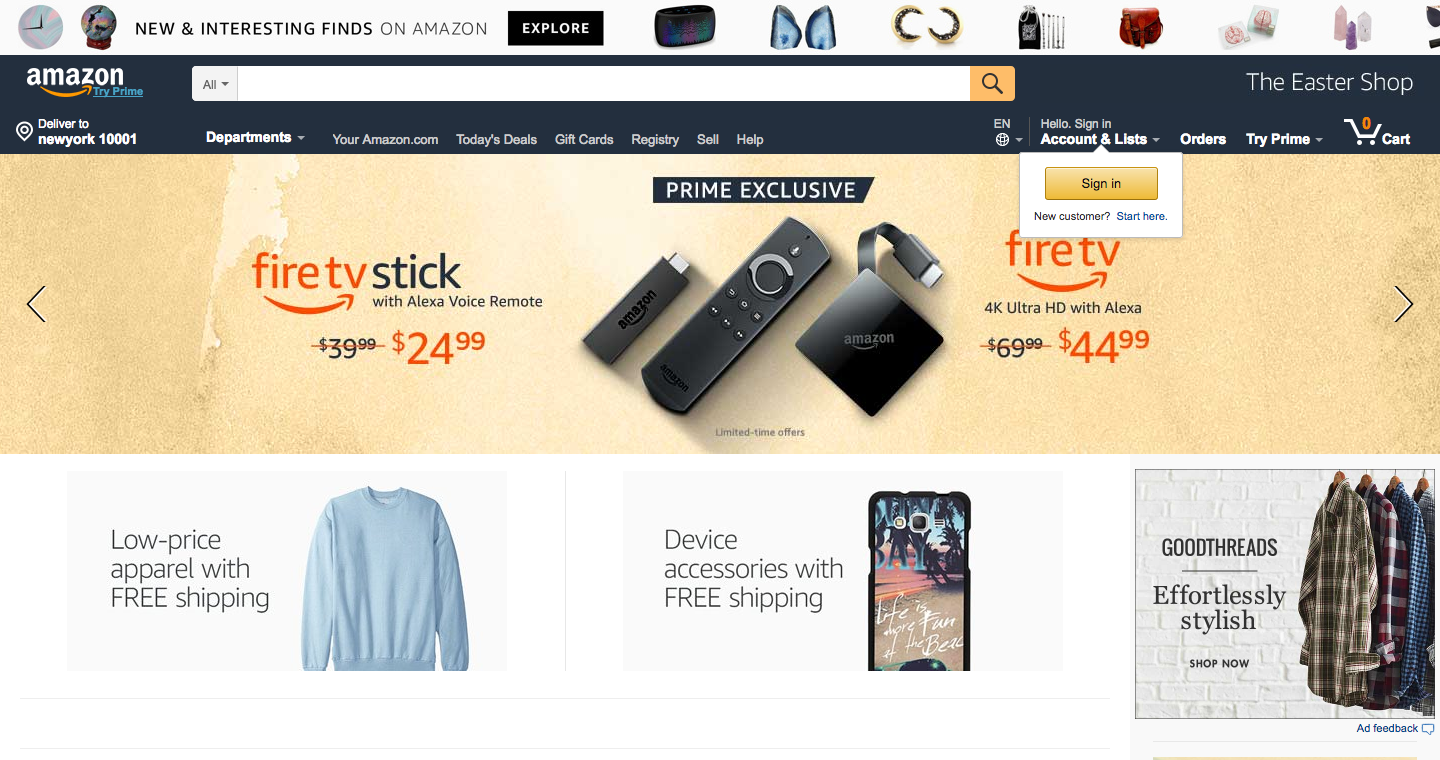 NEW & INTERESTING FINDS ON AMAZON
EXPLORE
amazon
Try Prime
All
The Easter Shop
Deliver to
newyork 10001
Departments
Your Amazon.com
Today's Deals
Gift Cards
Registry
Sell
Help
EN
Hello. Sign in
Account & Lists
Orders
Try Prime
0
Cart
Sign in
New customer? Start here.
PRIME EXCLUSIVE
fire tv stick
with Alexa Voice Remote
$39.99 $24.99
amazon
amazon
amazon
fire tv
4K Ultra HD with Alexa
$69.99 $44.99
Limited-time offers
Low-price
apparel with
FREE shipping
Device
accessories with
FREE shipping
Life is
more Fun
at the Beach
GOODTHREADS
Effortlessly
stylish
SHOP NOW
Ad feedback